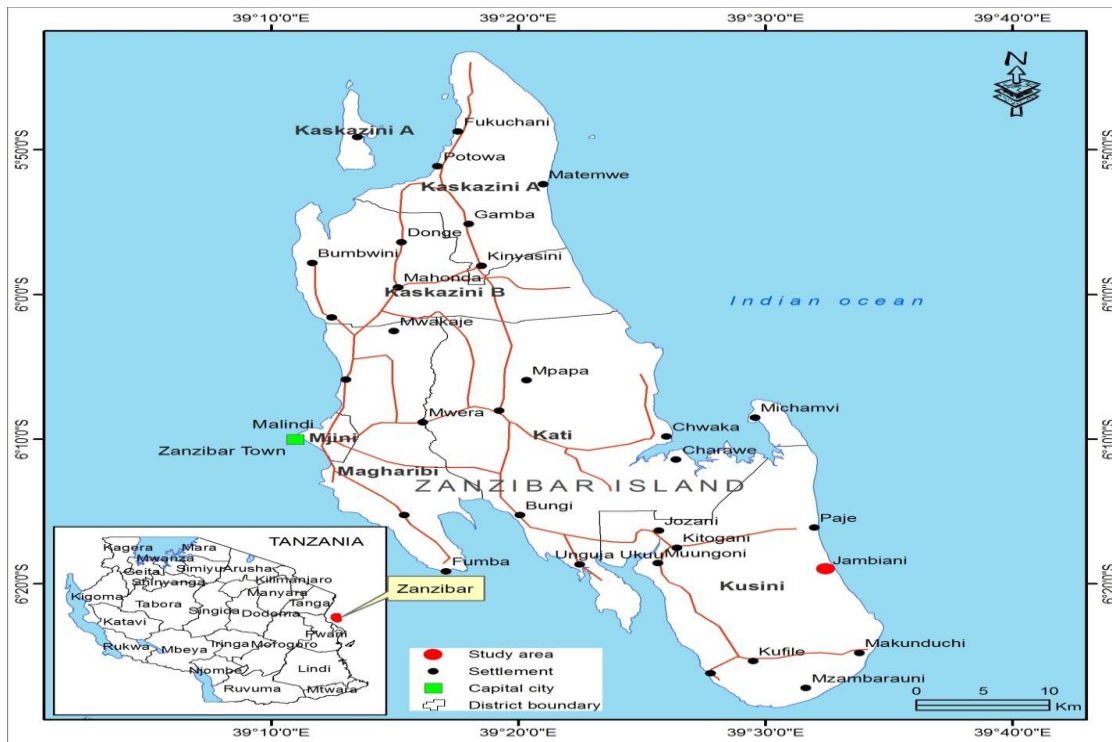 39°10'0"E
39°20'0"E
39°30'0"E
39°40'0"E
N
Kaskazini A
Fukuchani
5°50'0"S
5°50'0"S
Potowa
Kaskazini A
Matemwe
Gamba
Donge
Bumbwini
Kinyasini
Mahonda
Kaskazini B
6°00'0"S
Indian ocean
6°00'0"S
Mwakaje
Mpapa
Michamvi
Malindi
Mwera
Mjini
Kati
Chwaka
6°10'0"S
6°10'0"S
Zanzibar Town
Charawe
Magharibi
ZANZIBAR ISLAND
Bungi
Jozani
Paje
Kitogani
Unguja Ukuu
Muungoni
Jambiani
Fumba
Kusini
6°20'0"S
6°20'0"S
Zanzibar
Kufile
Makunduchi
Mzambarauni
TANZANIA
Kagera
Mara
Mwanza
Geita
Simiyu
Arusha
Shinyanga
Kilimanjaro
Kigoma
Manyara
Tabora
Tanga
Singida
Dodoma
Katavi
Pwani
Rukwa
Mbeya
Iringa
Morogoro
Lindi
Njombe
Ruvuma
Mtwara
Study area
Settlement
Capital city
District boundary
0 5 10
Km
39°10'0"E
39°20'0"E
39°30'0"E
39°40'0"E